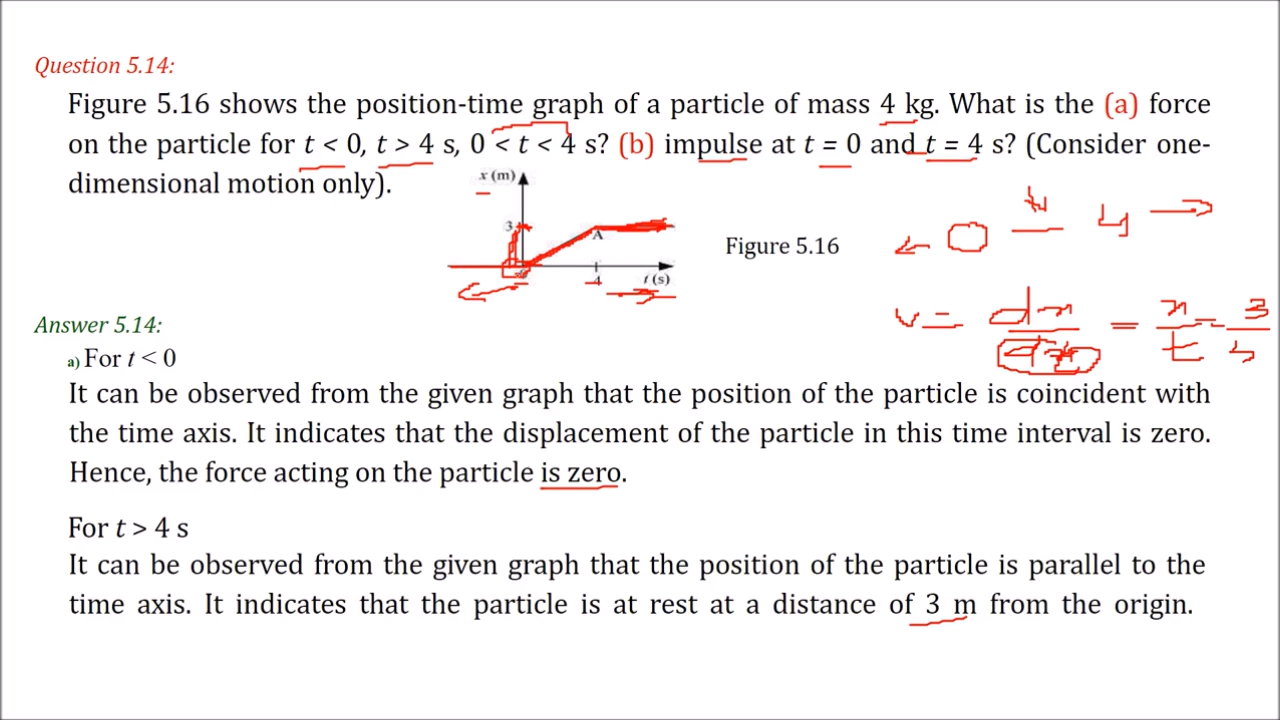 Question 5.14:
Figure 5.16 shows the position-time graph of a particle of mass 4 kg. What is the (a) force
on the particle for t < 0, t > 4 s, 0 < t < 4 s? (b) impulse at t = 0 and t = 4 s? (Consider one-
dimensional motion only).
x (m)
3
A
4
t (s)
Figure 5.16
0
4
v = dx = x = 3
t
Answer 5.14:
a) For t < 0
It can be observed from the given graph that the position of the particle is coincident with
the time axis. It indicates that the displacement of the particle in this time interval is zero.
Hence, the force acting on the particle is zero.
For t > 4 s
It can be observed from the given graph that the position of the particle is parallel to the
time axis. It indicates that the particle is at rest at a distance of 3 m from the origin.